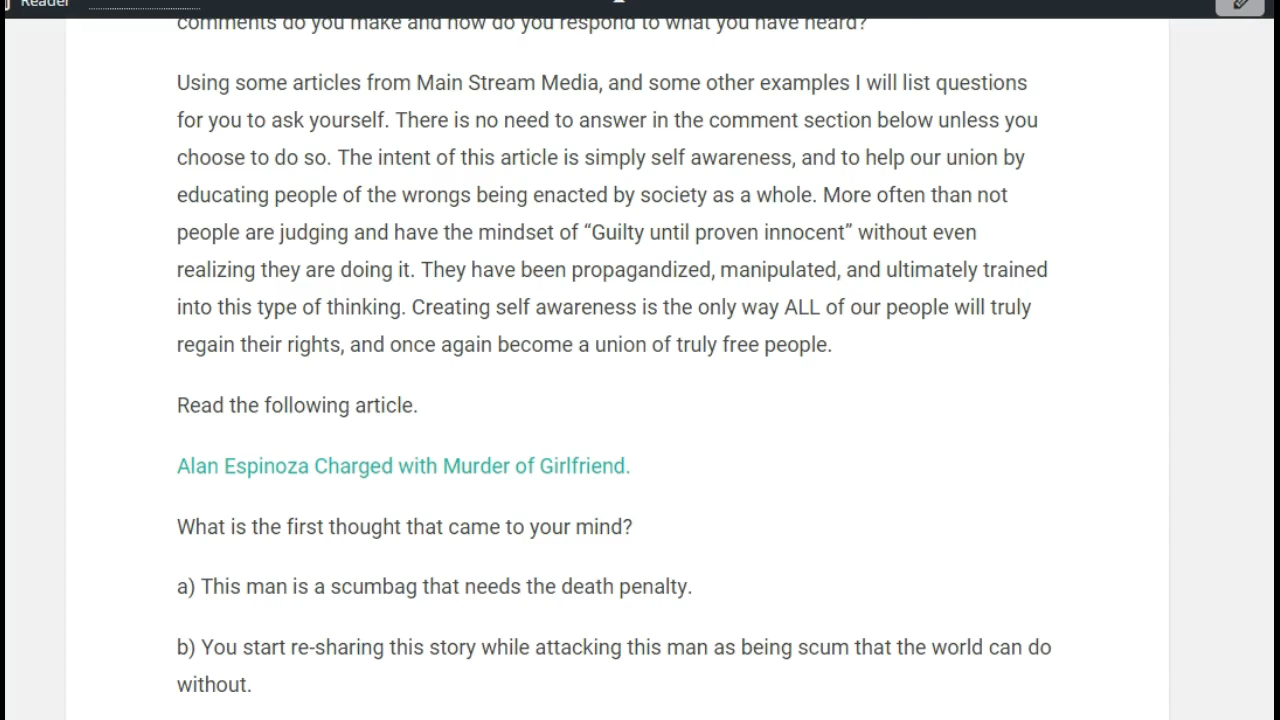 Reader
comments do you make and how do you respond to what you have heard?
Using some articles from Main Stream Media, and some other examples I will list questions
for you to ask yourself. There is no need to answer in the comment section below unless you
choose to do so. The intent of this article is simply self awareness, and to help our union by
educating people of the wrongs being enacted by society as a whole. More often than not
people are judging and have the mindset of “Guilty until proven innocent” without even
realizing they are doing it. They have been propagandized, manipulated, and ultimately trained
into this type of thinking. Creating self awareness is the only way ALL of our people will truly
regain their rights, and once again become a union of truly free people.
Read the following article.
Alan Espinoza Charged with Murder of Girlfriend.
What is the first thought that came to your mind?
a) This man is a scumbag that needs the death penalty.
b) You start re-sharing this story while attacking this man as being scum that the world can do
without.